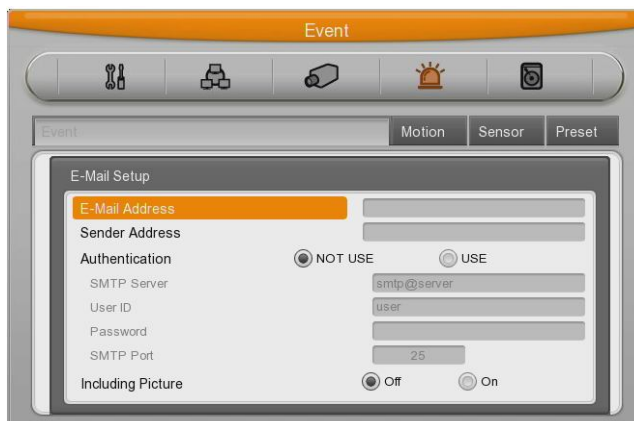 Event
Event Motion Sensor Preset
E-Mail Setup
E-Mail Address
Sender Address
Authentication NOT USE USE
SMTP Server smtp@server
User ID user
Password
SMTP Port 25
Including Picture Off On